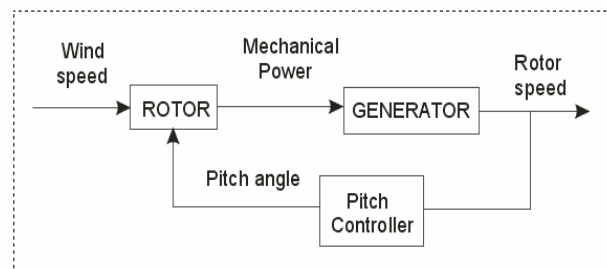 Wind
speed
Mechanical
Power
Rotor
speed
ROTOR
GENERATOR
Pitch angle
Pitch
Controller